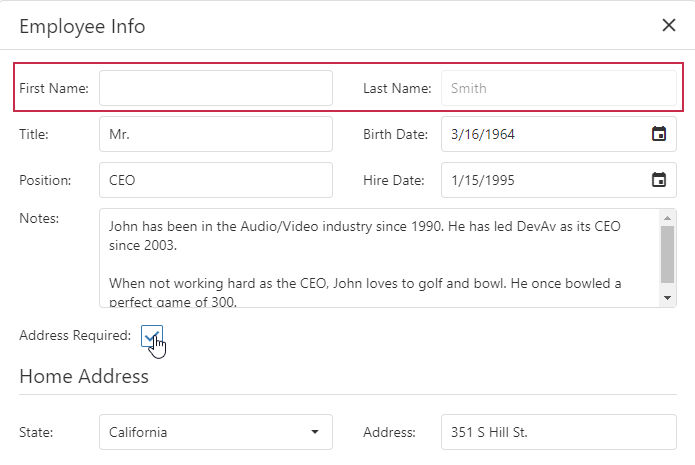 Employee Info
First Name:
Last Name: Smith
Title: Mr.
Birth Date: 3/16/1964
Position: CEO
Hire Date: 1/15/1995
Notes: John has been in the Audio/Video industry since 1990. He has led DevAv as its CEO
since 2003.
When not working hard as the CEO, John loves to golf and bowl. He once bowled a
perfect game of 300.
Address Required:
Home Address
State: California
Address: 351 S Hill St.